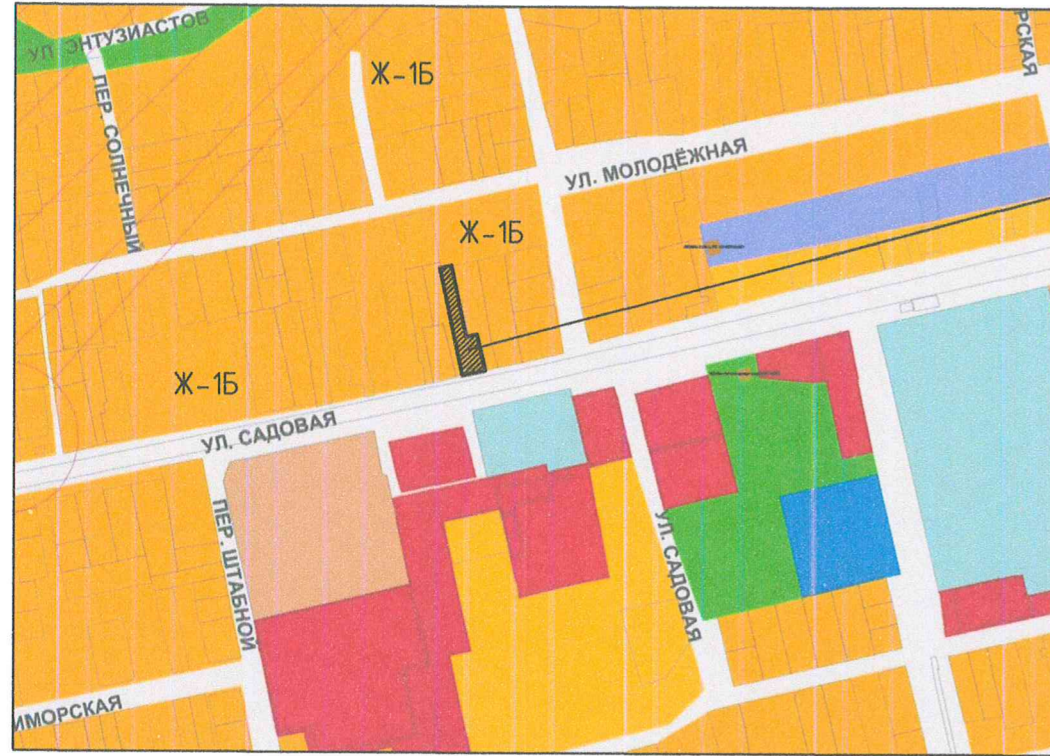 УЛ. ЭНТУЗИАСТОВ
ПЕР. СОЛНЕЧНЫЙ
Ж-1Б
РСКАЯ
УЛ. МОЛОДЁЖНАЯ
Ж-1Б
Ж-1Б
УЛ. САДОВАЯ
ПЕР. ШТАБНОЙ
УЛ. САДОВАЯ
ИМОРСКАЯ